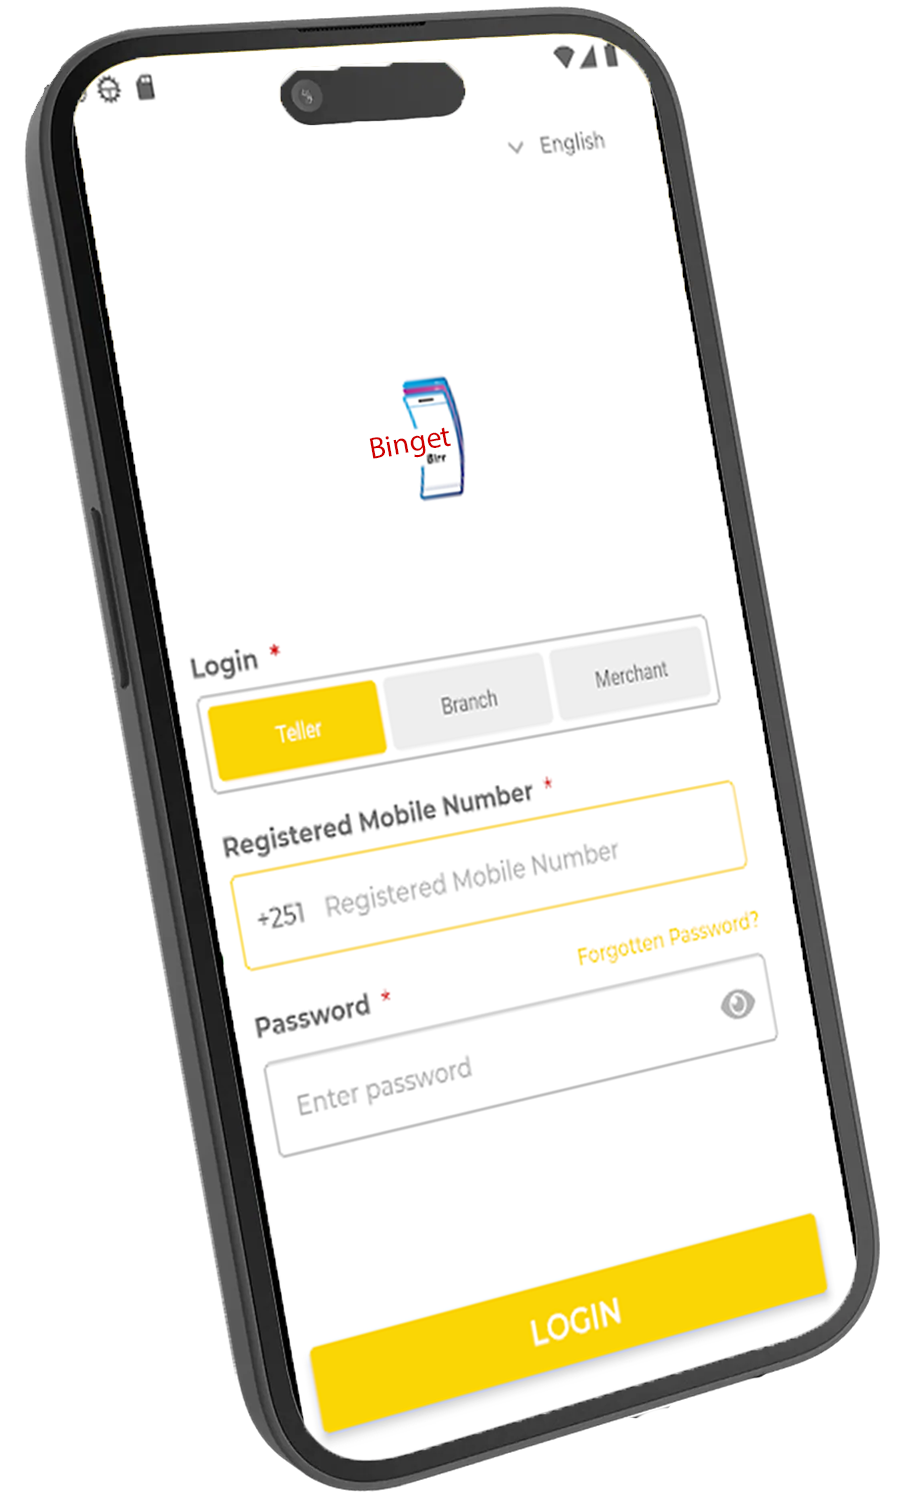 English
Binget
Birr
Login *
Teller
Branch
Merchant
Registered Mobile Number *
+251 Registered Mobile Number
Forgotten Password?
Password *
Enter password
LOGIN